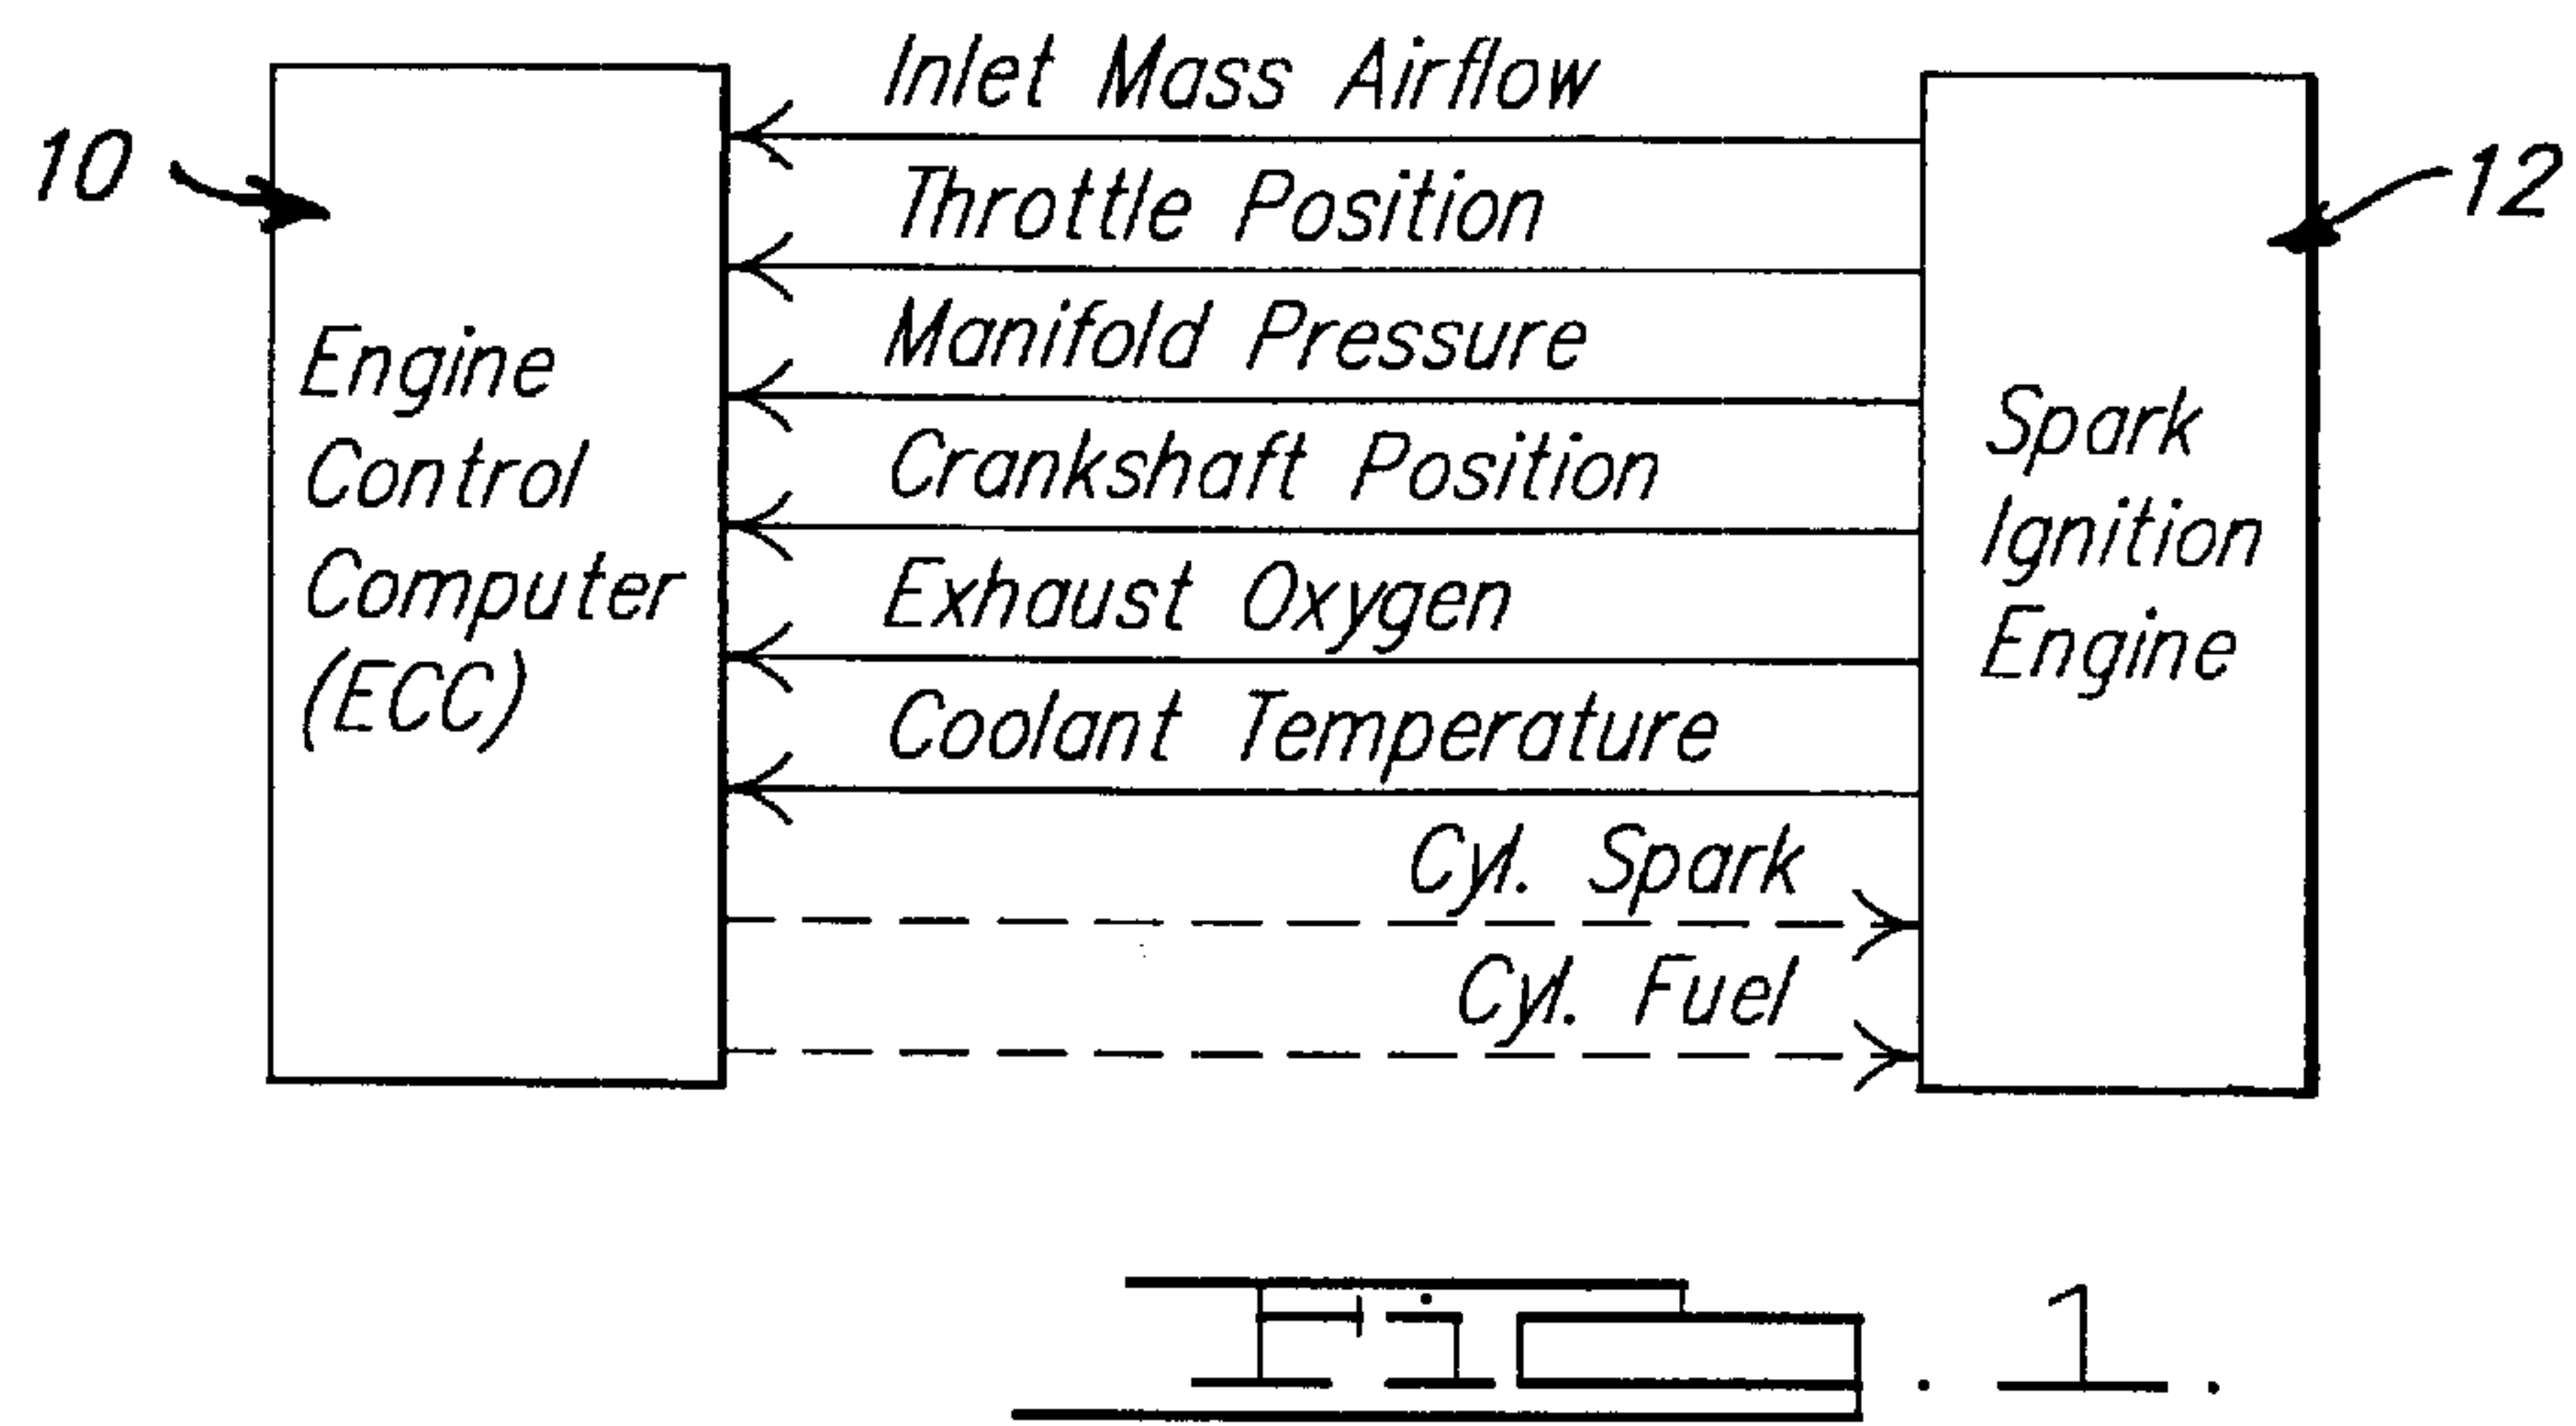 10
Engine
Control
Computer
(ECC)
Inlet Mass Airflow
Throttle Position
Manifold Pressure
Crankshaft Position
Exhaust Oxygen
Coolant Temperature
Cyl. Spark
Cyl. Fuel
12
Spark
Ignition
Engine
Fig. 1.